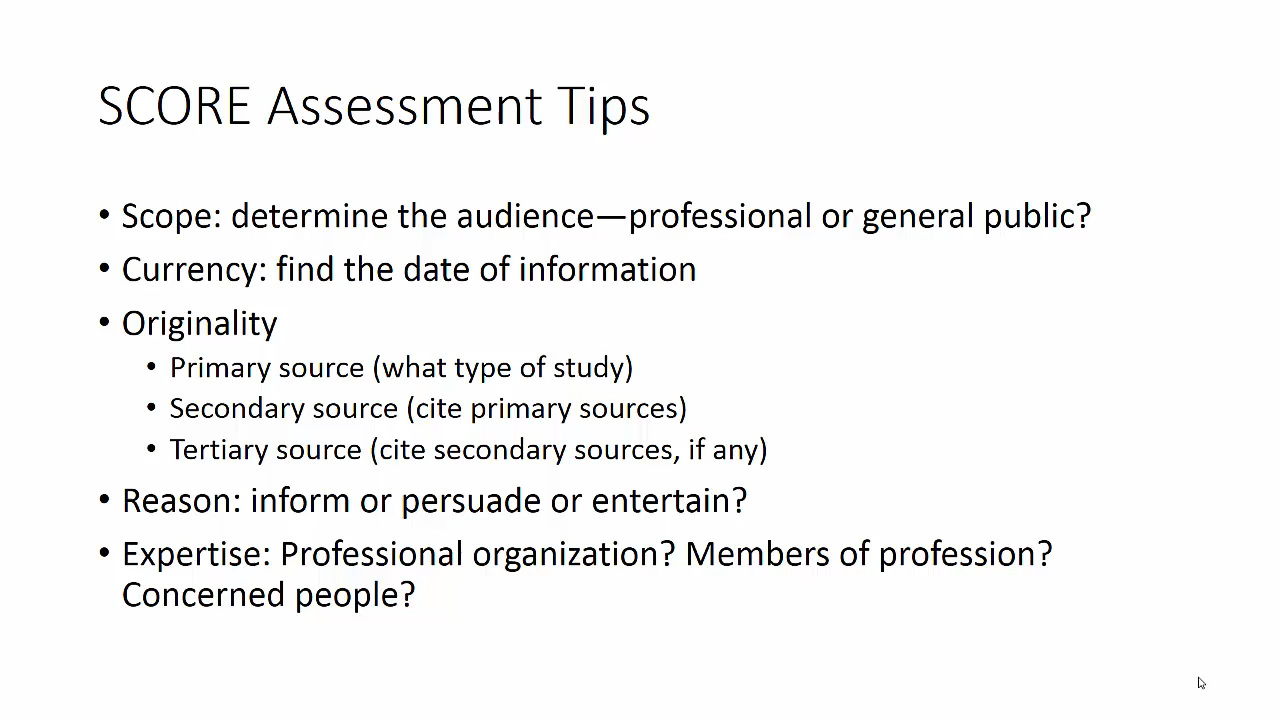 SCORE Assessment Tips
• Scope: determine the audience—professional or general public?
• Currency: find the date of information
• Originality
• Primary source (what type of study)
• Secondary source (cite primary sources)
• Tertiary source (cite secondary sources, if any)
• Reason: inform or persuade or entertain?
• Expertise: Professional organization? Members of profession?
Concerned people?